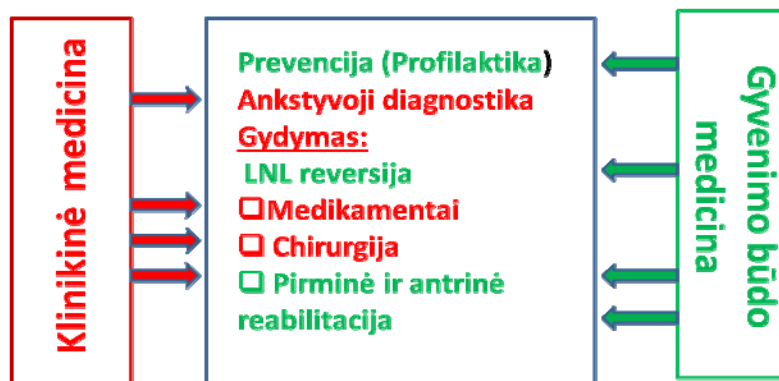 Klinikinė medicina
Prevencija (Profilaktika)
Ankstyvoji diagnostika
Gydymas:
LNL reversija
❑Medikamentai
❑ Chirurgija
❑ Pirminė ir antrinė
reabilitacija
Gyvenimo būdo
medicina